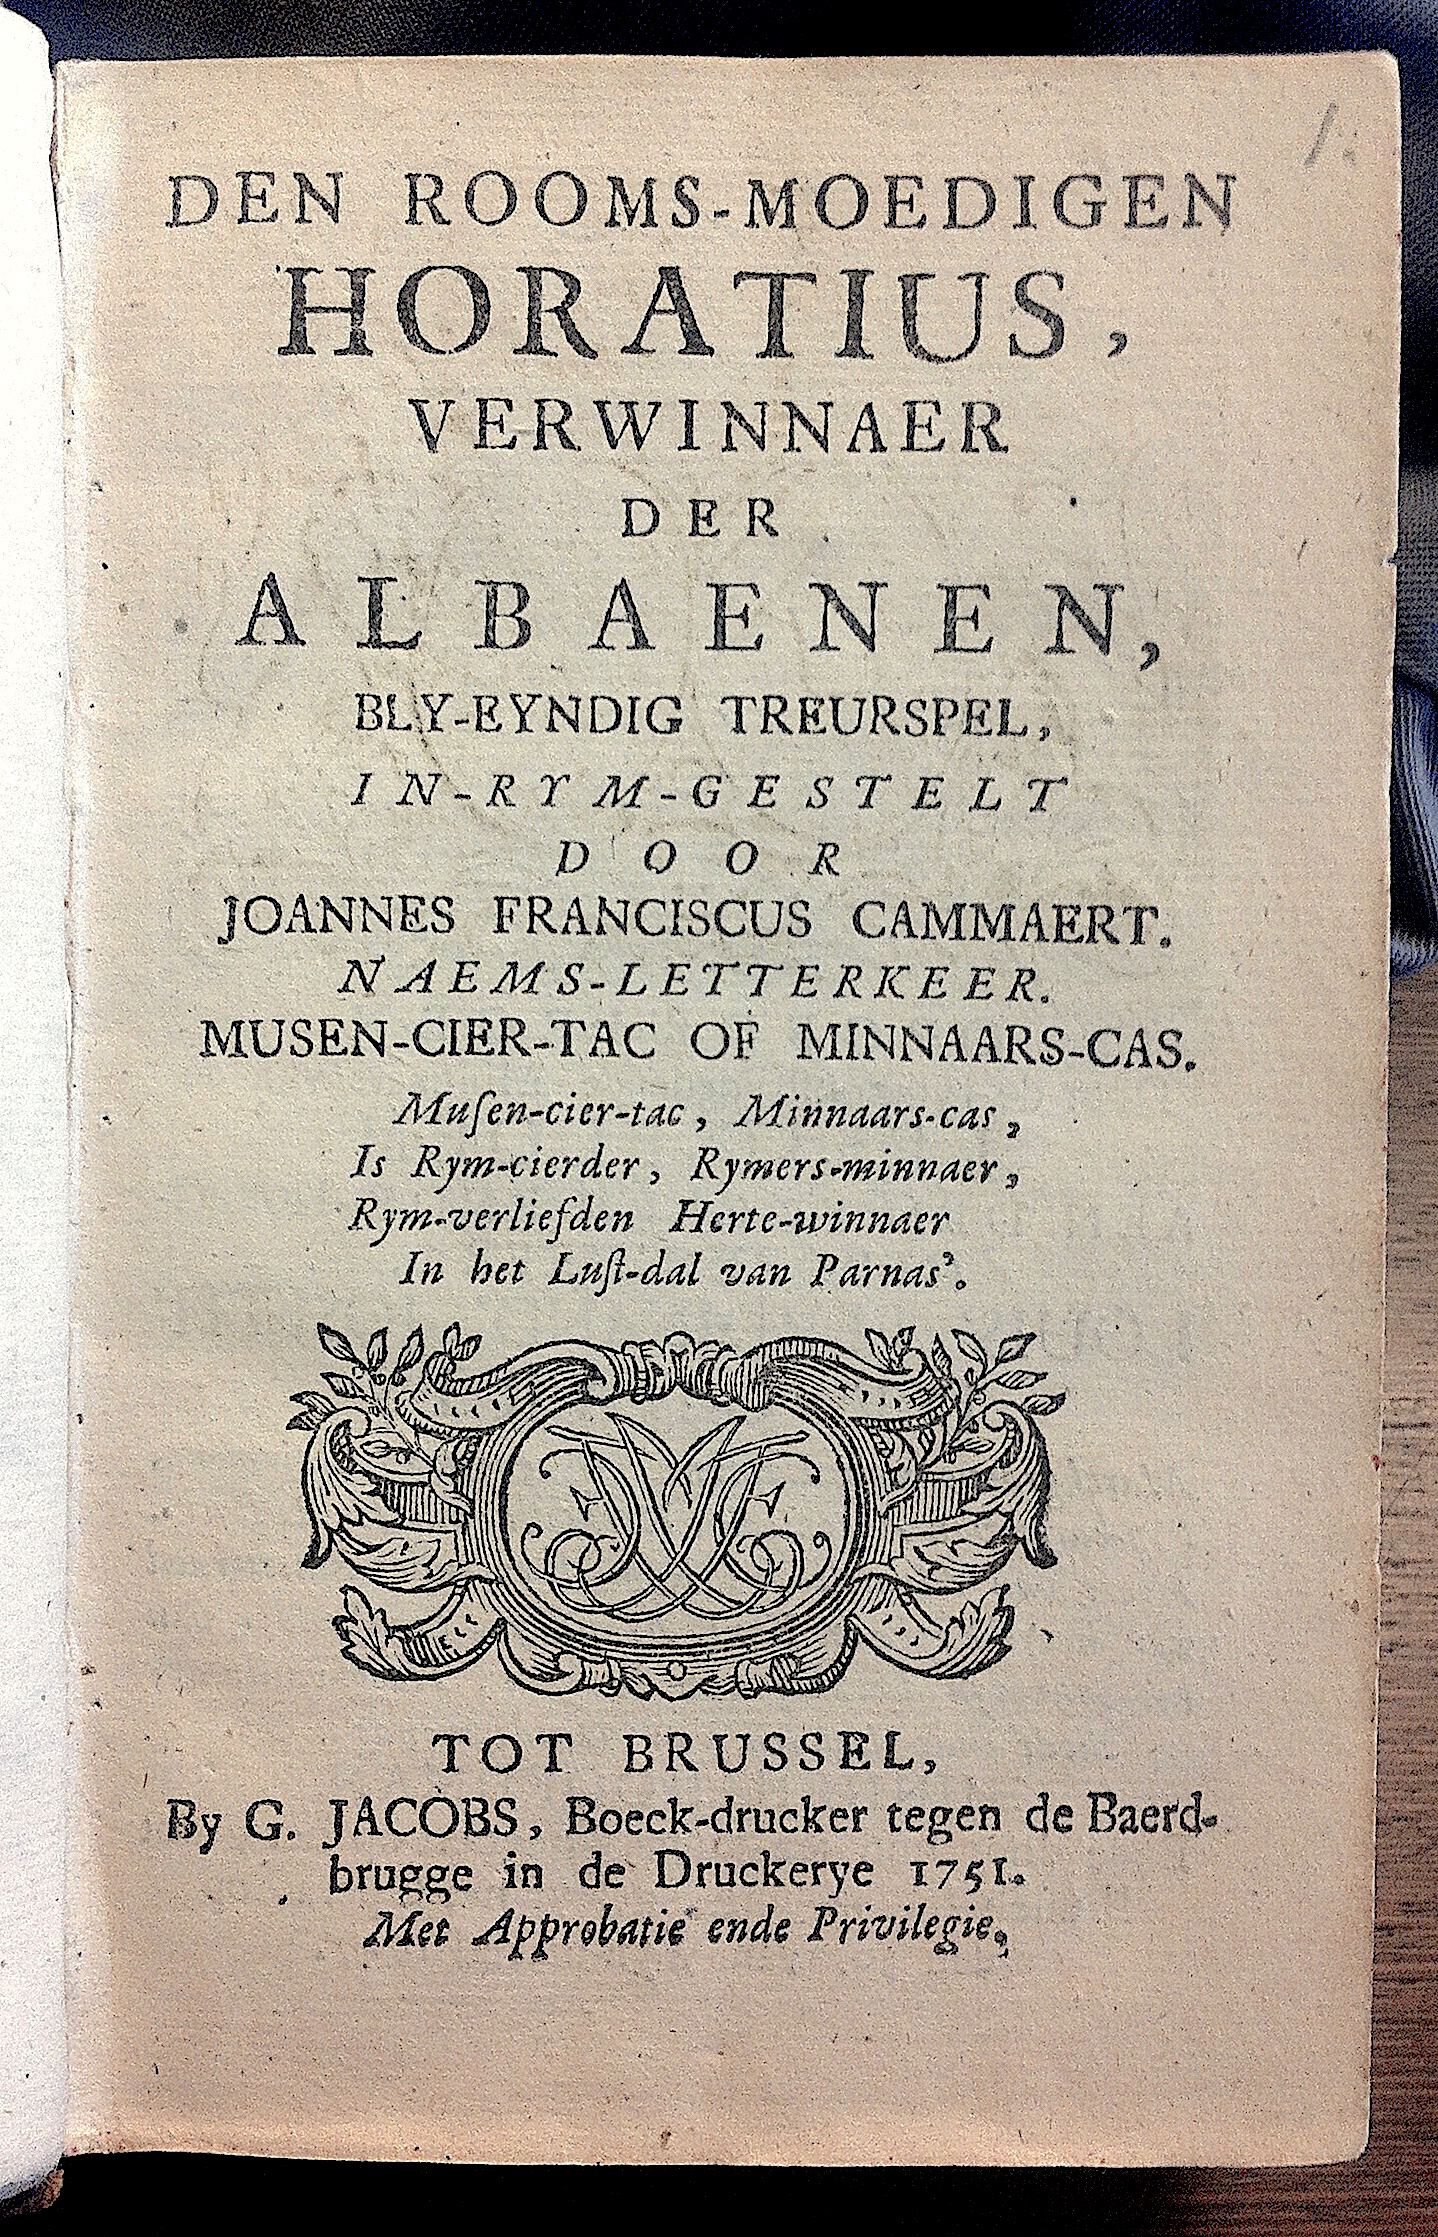 1.
DEN ROOMS-MOEDIGEN
HORATIUS,
VERWINNAER
DER
ALBAENEN,
BLY-EYNDIG TREURSPEL,
IN-RYM-GESTELT
DOOR
JOANNES FRANCISCUS CAMMAERT.
NAEMS-LETTERKEER.
MUSEN-CIER-TAC OF MINNAARS-CAS.
Muſen-cier-tac, Minnaars-cas,
Is Rym-cierder, Rymers-minnaer,
Rym-verliefden Herte-winnaer
In het Luſt-dal van Parnas'.
TOT BRUSSEL,
By G. JACOBS, Boeck-drucker tegen de Baerd-
brugge in de Druckerye 1751.
Met Approbatie ende Privilegie,